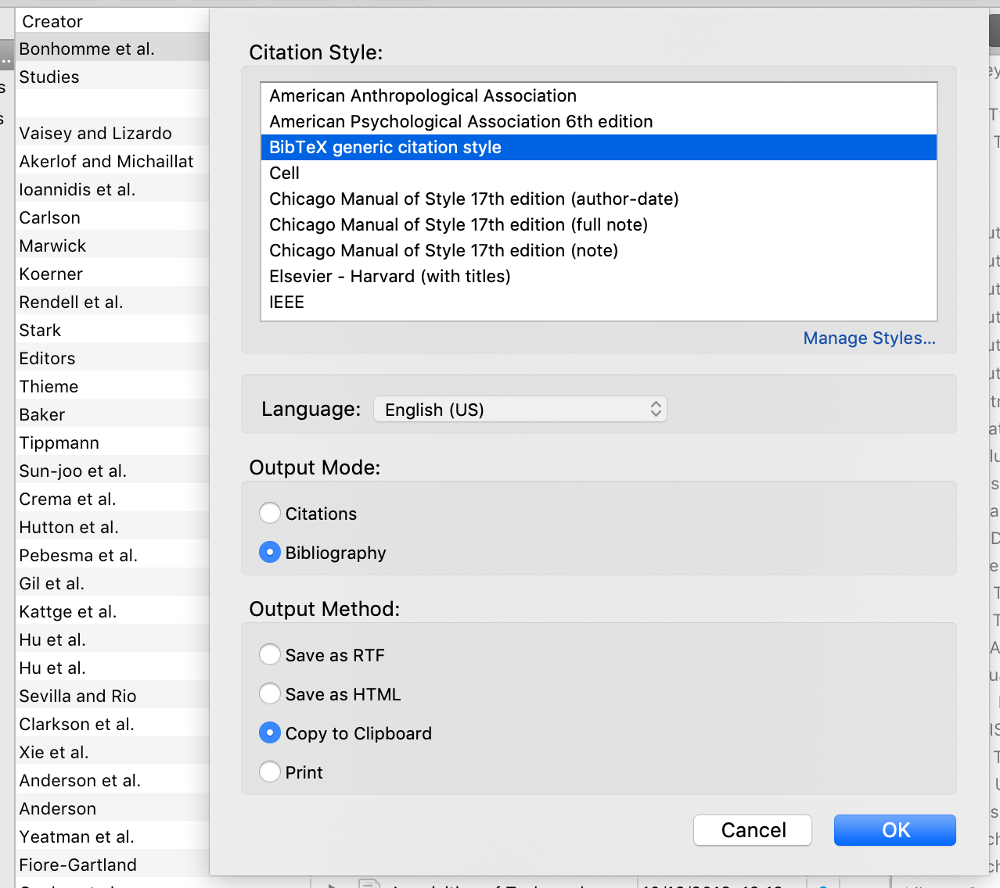 Creator
Bonhomme et al.
Studies
Vaisey and Lizardo
Akerlof and Michaillat
Ioannidis et al.
Carlson
Marwick
Koerner
Rendell et al.
Stark
Editors
Thieme
Baker
Tippmann
Sun-joo et al.
Crema et al.
Hutton et al.
Pebesma et al.
Gil et al.
Kattge et al.
Hu et al.
Hu et al.
Sevilla and Rio
Clarkson et al.
Xie et al.
Anderson et al.
Anderson
Yeatman et al.
Fiore-Gartland
Citation Style:
American Anthropological Association
American Psychological Association 6th edition
BibTeX generic citation style
Cell
Chicago Manual of Style 17th edition (author-date)
Chicago Manual of Style 17th edition (full note)
Chicago Manual of Style 17th edition (note)
Elsevier - Harvard (with titles)
IEEE
Manage Styles...
Language: English (US)
Output Mode:
Citations
Bibliography
Output Method:
Save as RTF
Save as HTML
Copy to Clipboard
Print
Cancel OK